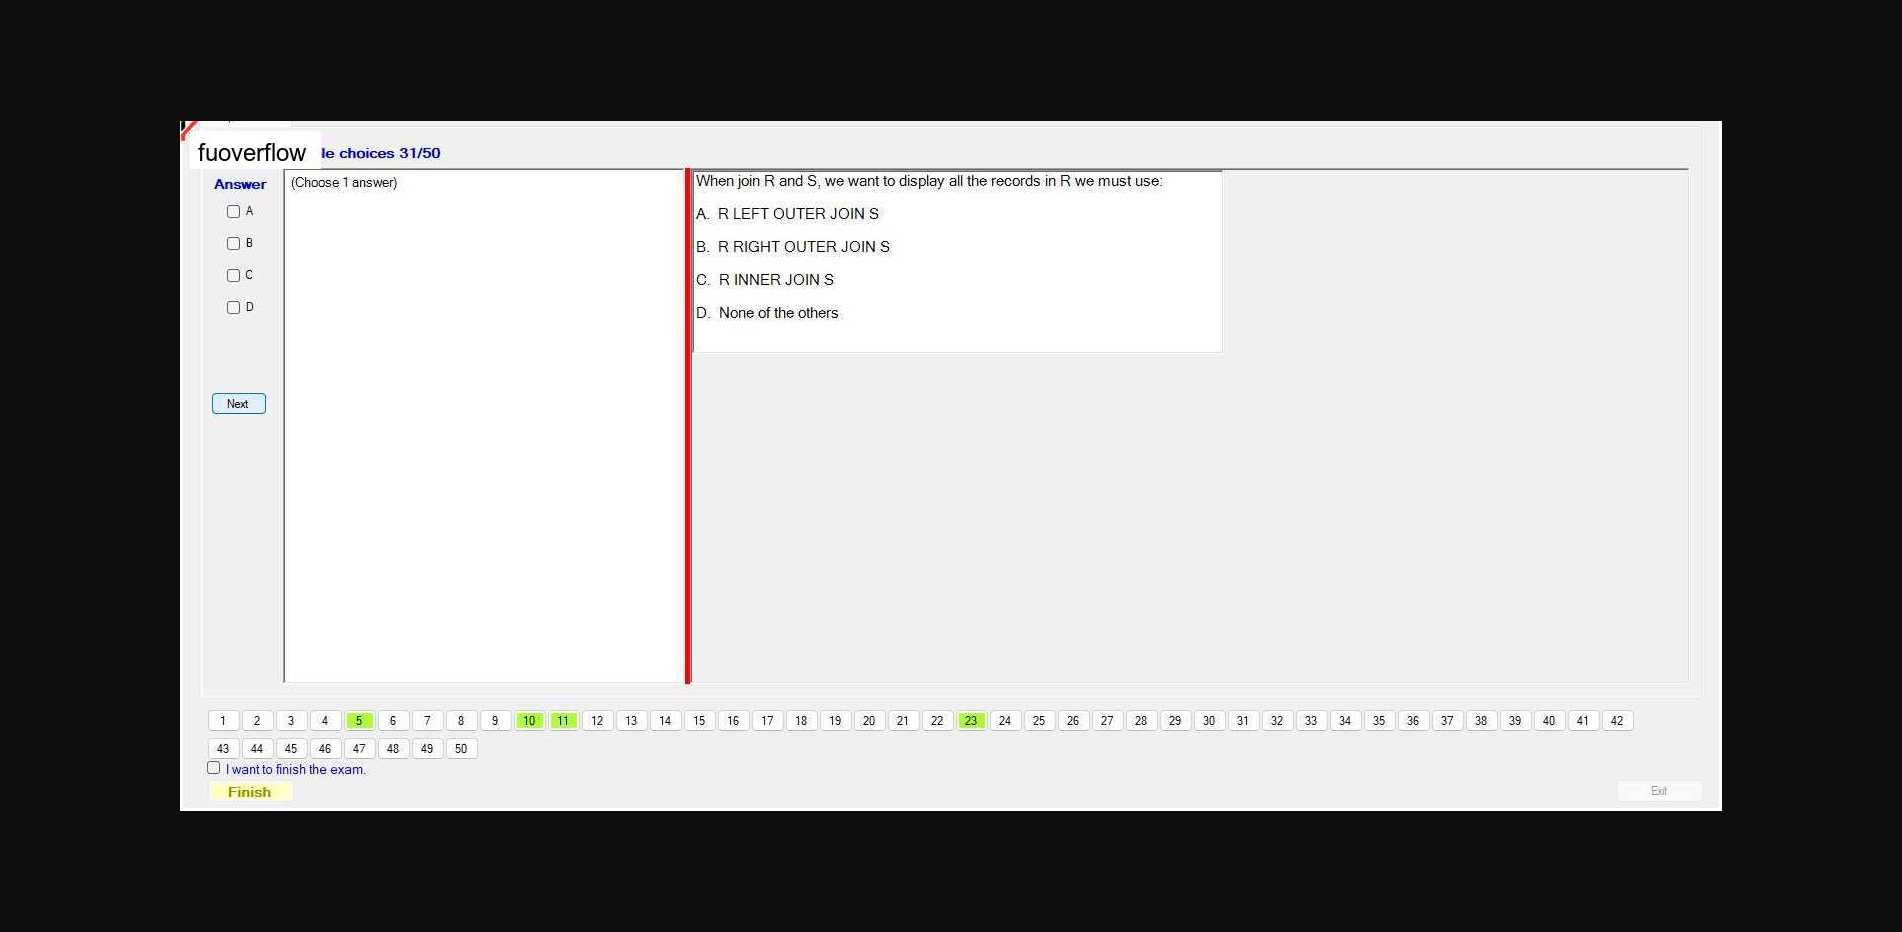 fuoverflow le choices 31/50
Answer
(Choose 1 answer)
A
B
C
D
Next
When join R and S, we want to display all the records in R we must use:
A. R LEFT OUTER JOIN S
B. R RIGHT OUTER JOIN S
C. R INNER JOIN S
D. None of the others
1 2 3 4 5 6 7 8 9 10 11 12 13 14 15 16 17 18 19 20 21 22 23 24 25 26 27 28 29 30 31 32 33 34 35 36 37 38 39 40 41 42
43 44 45 46 47 48 49 50
I want to finish the exam.
Finish
Exit